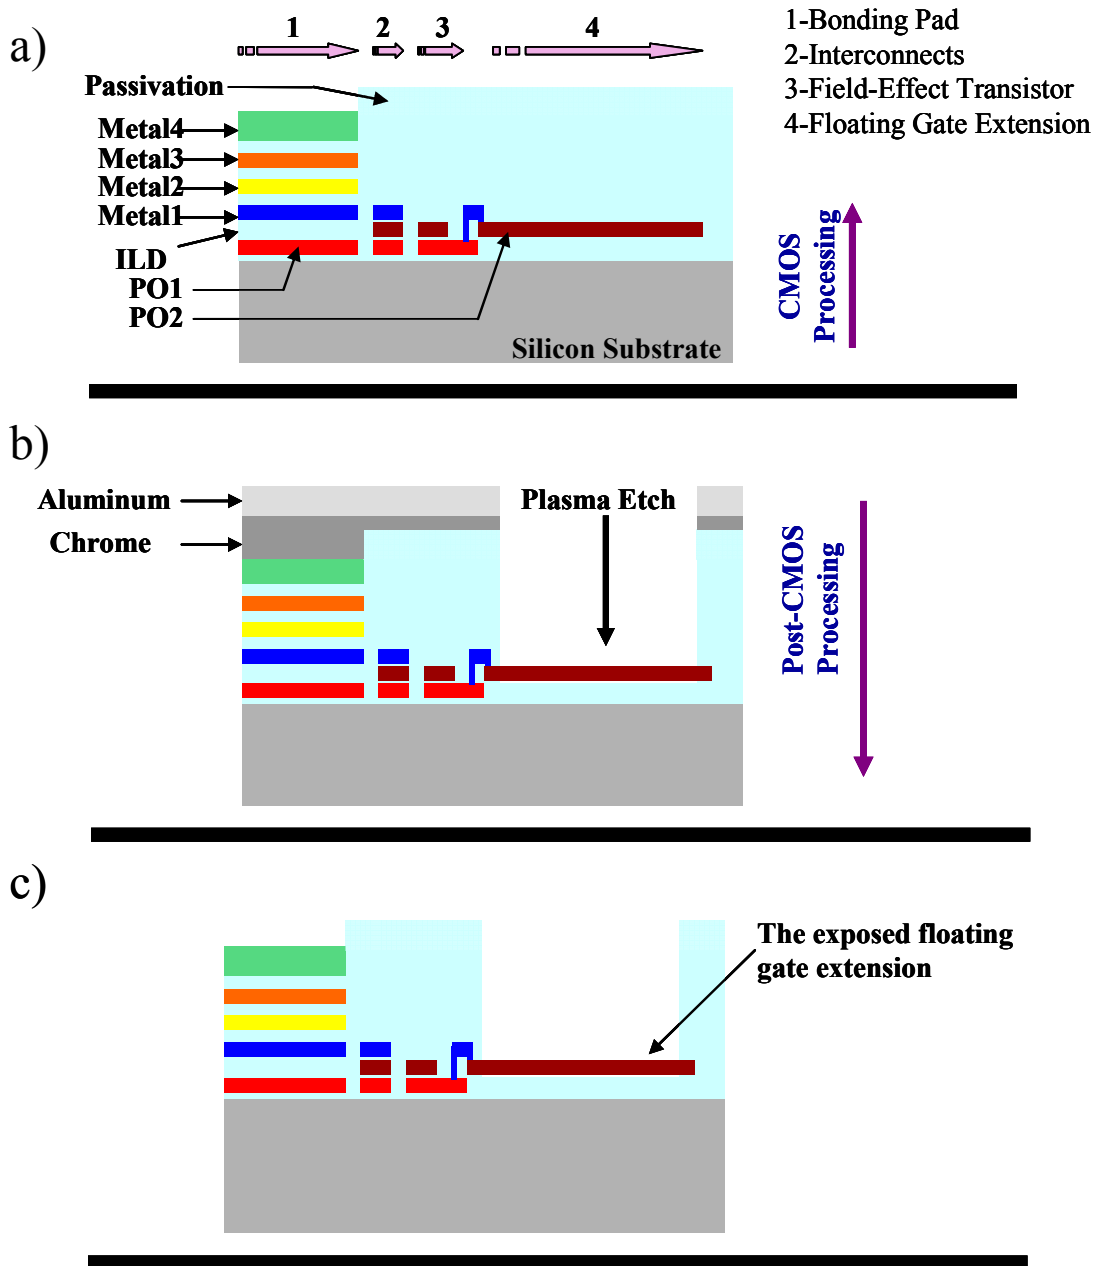 a)
1 2 3 4
1-Bonding Pad
2-Interconnects
3-Field-Effect Transistor
4-Floating Gate Extension
Passivation
Metal4
Metal3
Metal2
Metal1
ILD
PO1
PO2
Silicon Substrate
CMOS
Processing
b)
Aluminum
Chrome
Plasma Etch
Post-CMOS
Processing
c)
The exposed floating
gate extension